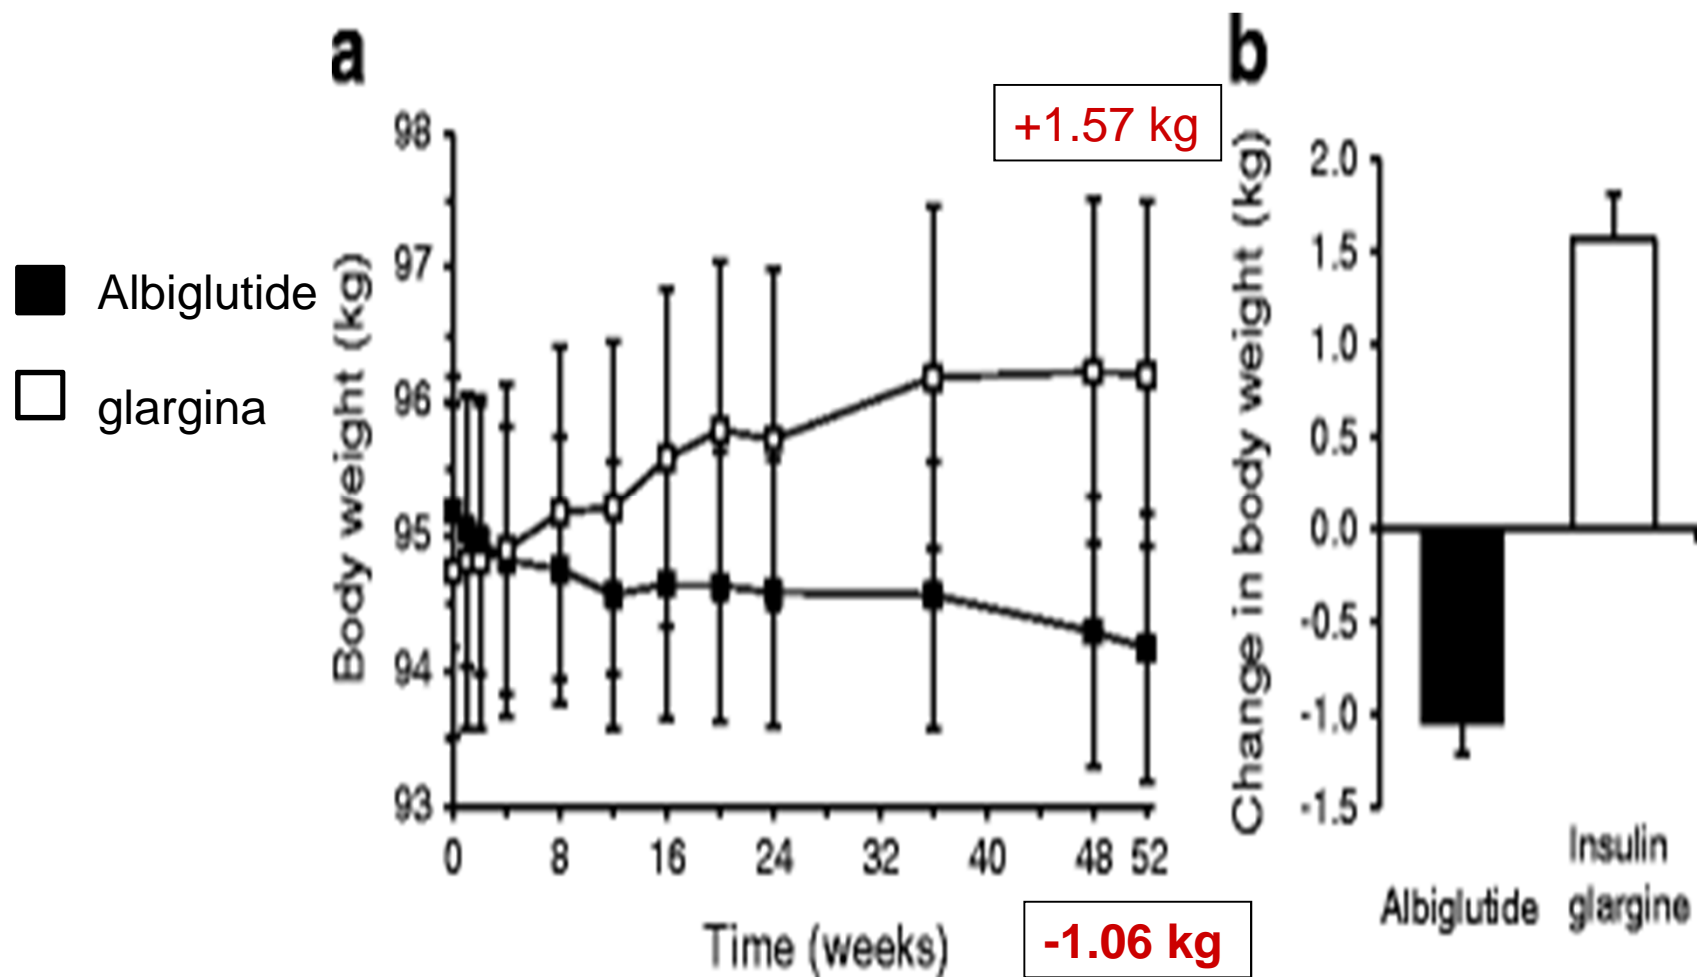 a
b
+1.57 kg
Albiglutide
glargina
Body weight (kg)
98
97
96
95
94
93
0 8 16 24 32 40 48 52
Time (weeks)
-1.06 kg
Change in body weight (kg)
2.0
1.5
1.0
0.5
0.0
-0.5
-1.0
-1.5
Albiglutide
Insulin
glargine